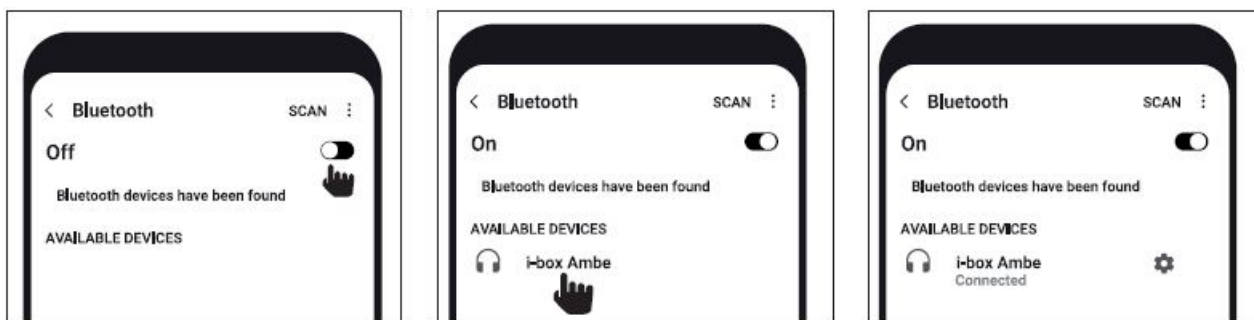 < Bluetooth SCAN
Off
Bluetooth devices have been found
AVAILABLE DEVICES
< Bluetooth SCAN
On
Bluetooth devices have been found
AVAILABLE DEVICES
i-box Ambe
< Bluetooth SCAN
On
Bluetooth devices have been found
AVAILABLE DEVICES
i-box Ambe
Connected